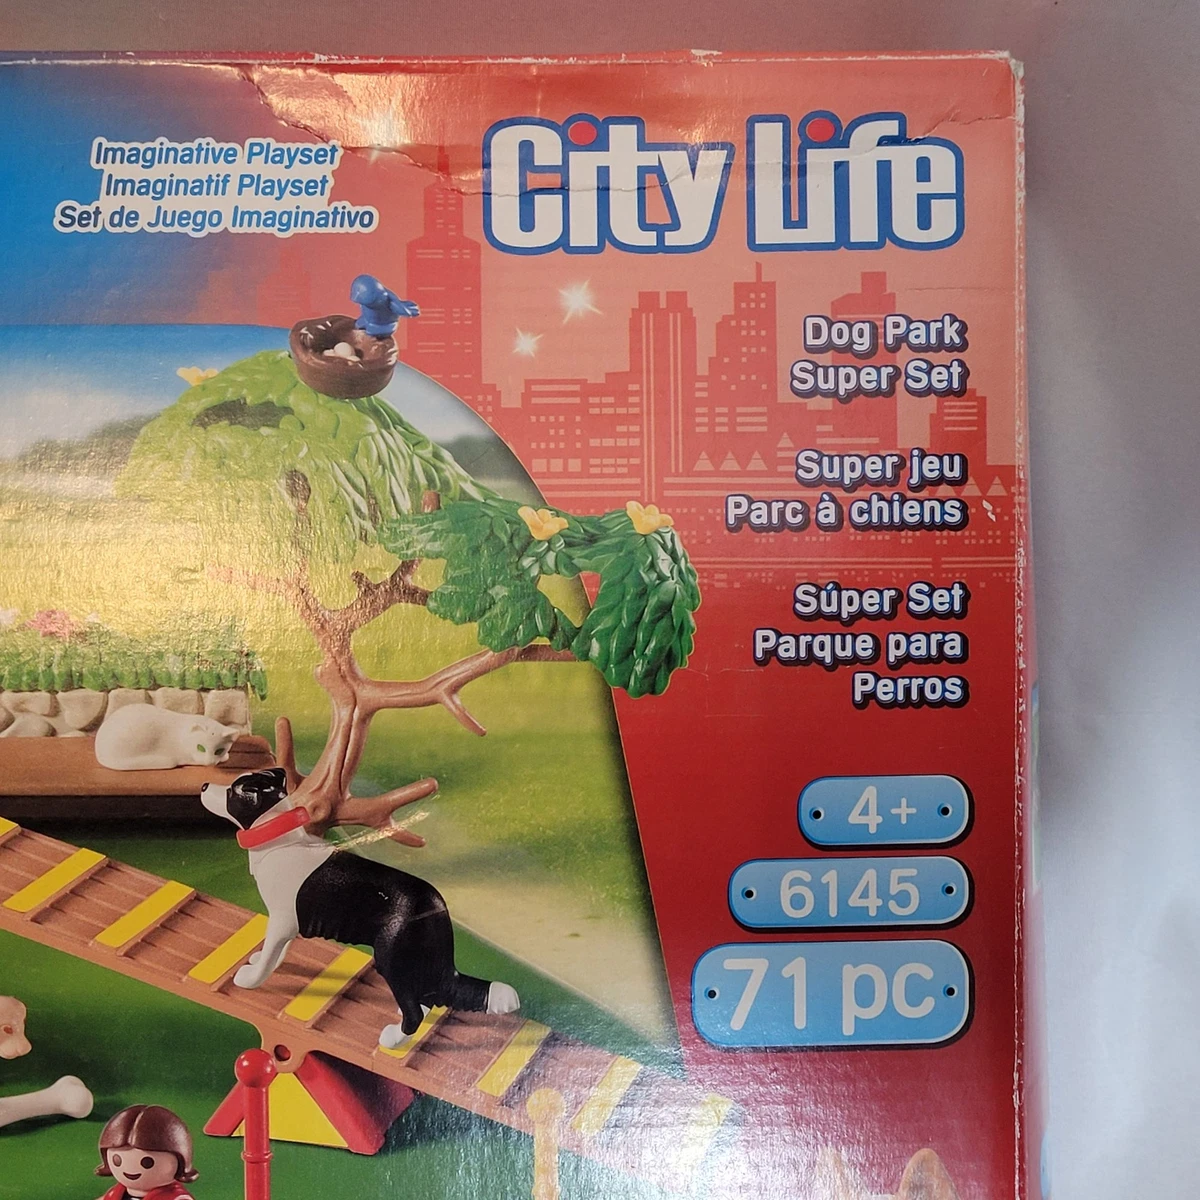 City Life
Imaginative Playset
Imaginatif Playset
Set de Juego Imaginativo
Dog Park
Super Set
Super jeu
Parc à chiens
Súper Set
Parque para
Perros
4+
6145
71 pc